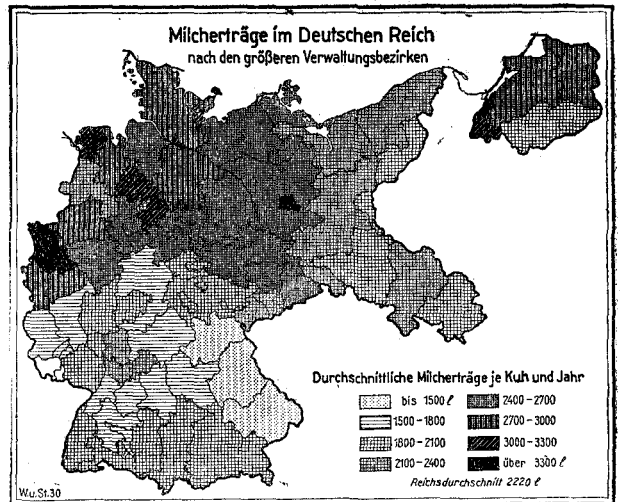 Milcherträge im Deutschen Reich
nach den größeren Verwaltungsbezirken
Durchschnittliche Milcherträge je Kuh und Jahr
bis 1500 l
1500-1800
1800-2100
2100-2400
2400-2700
2700-3000
3000-3300
über 3300 l
Reichsdurchschnitt 2220 l
W.u.St.30